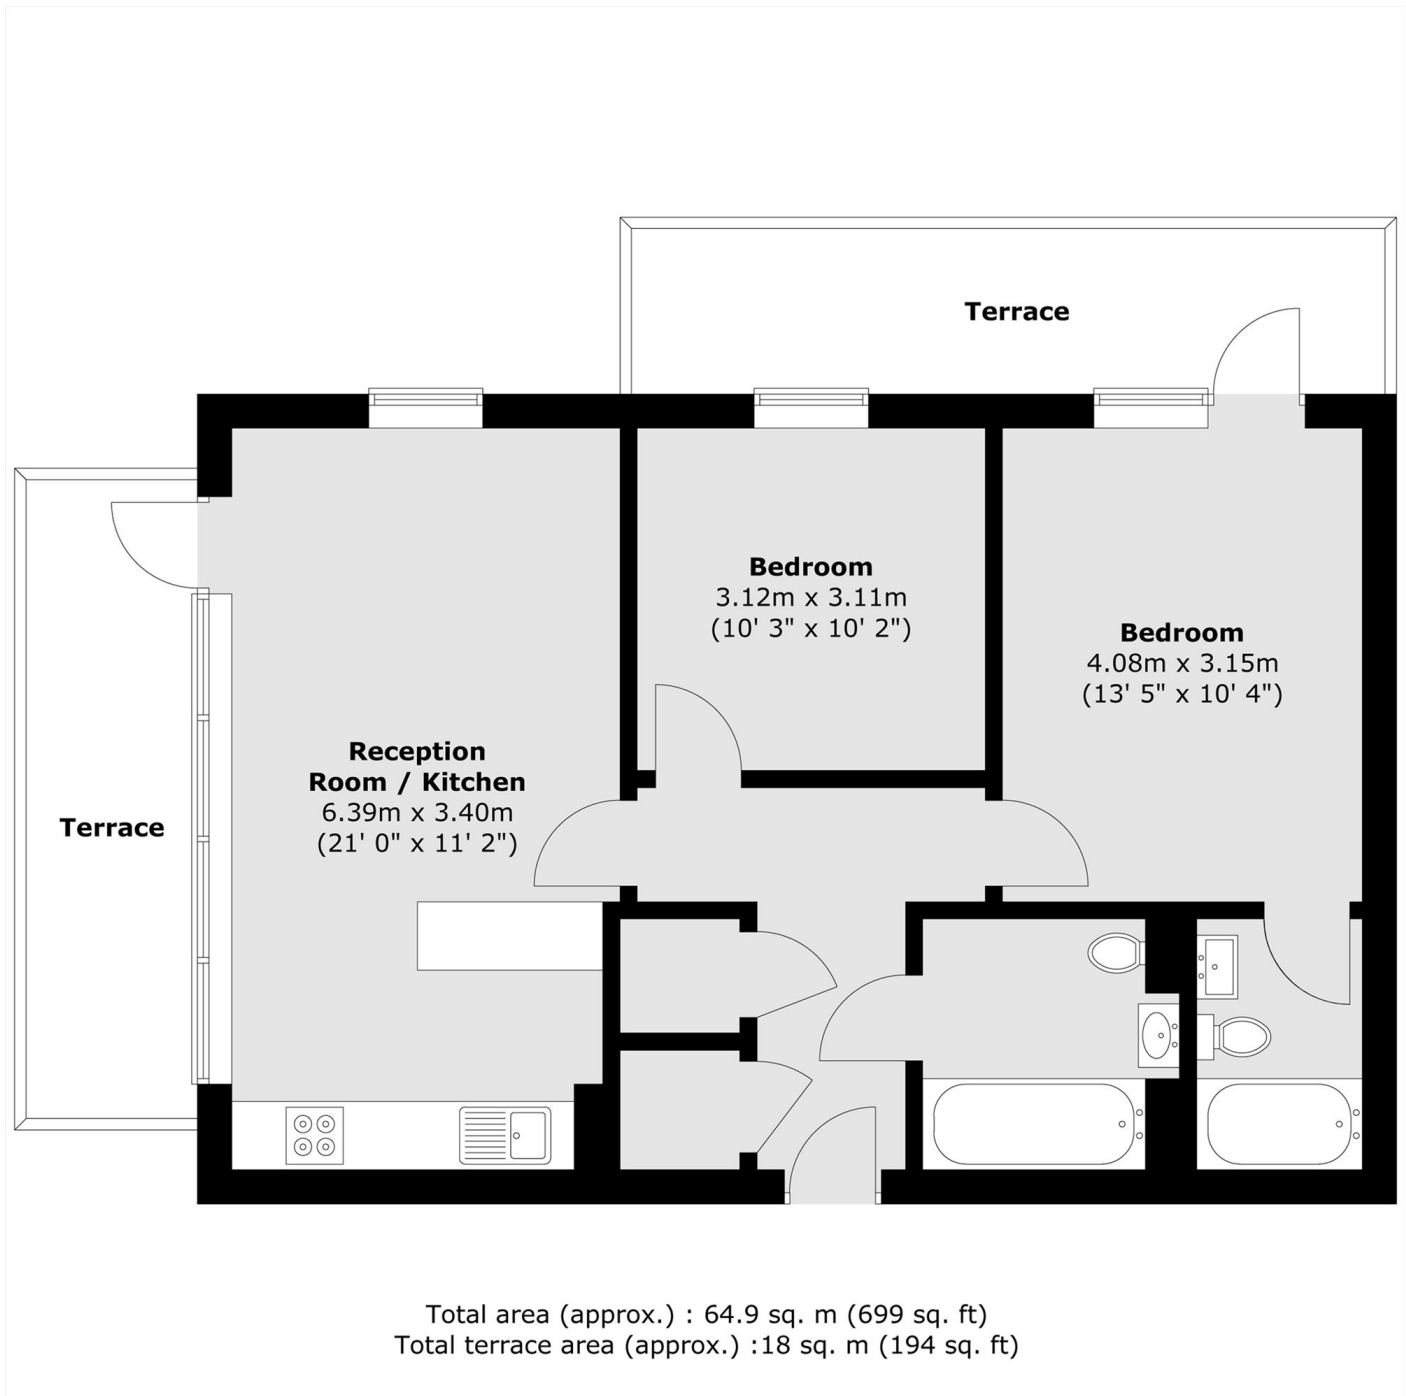 Terrace
Bedroom
3.12m x 3.11m
(10' 3" x 10' 2")
Bedroom
4.08m x 3.15m
(13' 5" x 10' 4")
Reception
Room / Kitchen
6.39m x 3.40m
(21' 0" x 11' 2")
Terrace
Total area (approx.) : 64.9 sq. m (699 sq. ft)
Total terrace area (approx.) :18 sq. m (194 sq. ft)